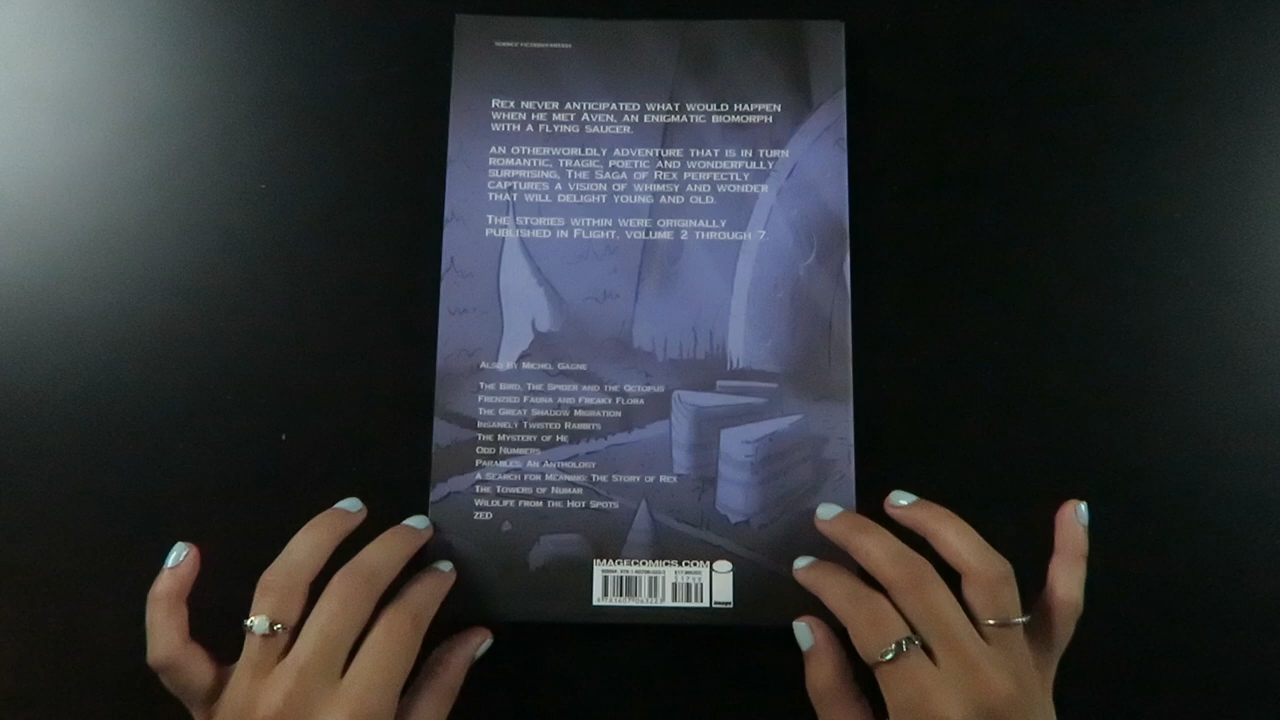 REX NEVER ANTICIPATED WHAT WOULD HAPPEN
WHEN HE MET AVEN, AN ENIGMATIC BIOMORPH
WITH A FLYING SAUCER.
AN OTHERWORLDLY ADVENTURE THAT IS IN TURN
ROMANTIC, TRAGIC, POETIC AND WONDERFULLY
SURPRISING, THE SAGA OF REX PERFECTLY
CAPTURES A VISION OF WHIMSY AND WONDER
THAT WILL DELIGHT YOUNG AND OLD.
THE STORIES WITHIN WERE ORIGINALLY
PUBLISHED IN FLIGHT, VOLUME 2 THROUGH 7.
ALSO BY MICHEL GAGNE
THE BIRD, THE SPIDER AND THE OCTOPUS
FRENZIED FAUNA AND FREAKY FLORA
THE GREAT SHADOW MIGRATION
INSANELY TWISTED RABBITS
THE MYSTERY OF HE
ODD NUMBERS
PARABLES: AN ANTHOLOGY
A SEARCH FOR MEANING: THE STORY OF REX
THE TOWERS OF NUMAR
WILDLIFE FROM THE HOT SPOTS
ZED
IMAGECOMICS.COM
image